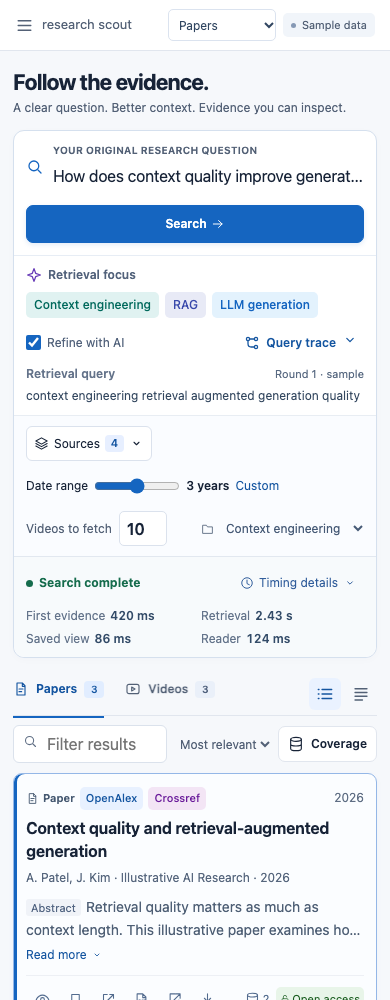 research scout
Papers
Sample data
Follow the evidence.
A clear question. Better context. Evidence you can inspect.
YOUR ORIGINAL RESEARCH QUESTION
How does context quality improve generat...
Search →
Retrieval focus
Context engineering RAG LLM generation
Refine with AI
Query trace
Retrieval query
Round 1 · sample
context engineering retrieval augmented generation quality
Sources 4
Date range 3 years Custom
Videos to fetch 10
Context engineering
Search complete
Timing details
First evidence 420 ms
Retrieval 2.43 s
Saved view 86 ms
Reader 124 ms
Papers 3
Videos 3
Filter results
Most relevant
Coverage
Paper OpenAlex Crossref 2026
Context quality and retrieval-augmented
generation
A. Patel, J. Kim · Illustrative AI Research · 2026
Abstract Retrieval quality matters as much as
context length. This illustrative paper examines ho...
Read more
2
Open access